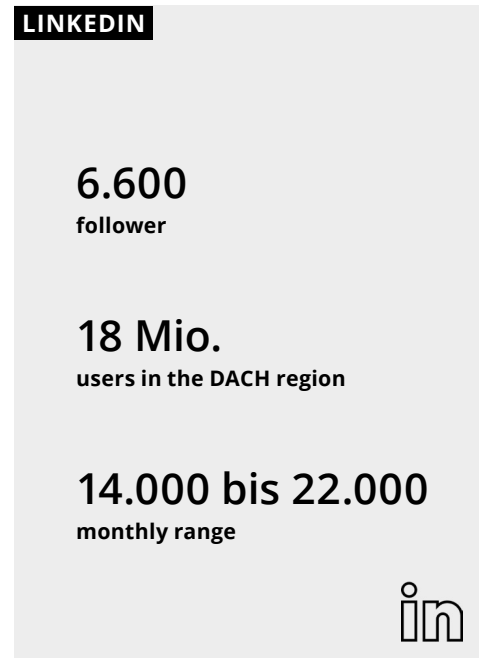 LINKEDIN
6.600
follower
18 Mio.
users in the DACH region
14.000 bis 22.000
monthly range
in